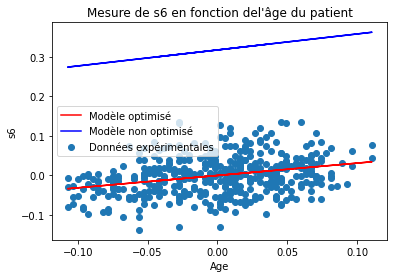 Mesure de s6 en fonction del'âge du patient
0.3
0.2
0.1
0.0
−0.1
s6
Modèle optimisé
Modèle non optimisé
Données expérimentales
−0.10
−0.05
0.00
0.05
0.10
Age